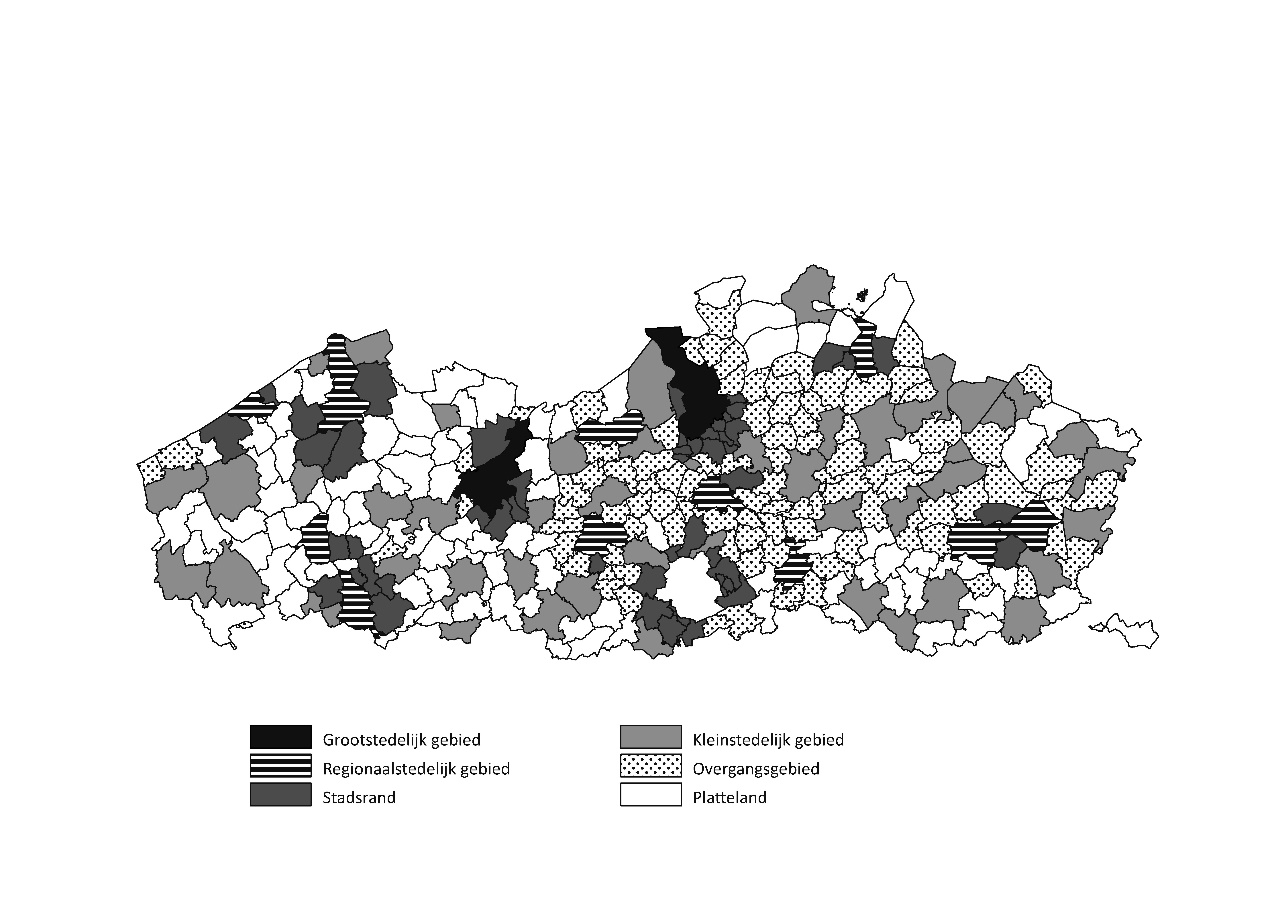 Grootstedelijk gebied
Regionaalstedelijk gebied
Stadsrand
Kleinstedelijk gebied
Overgangsgebied
Platteland